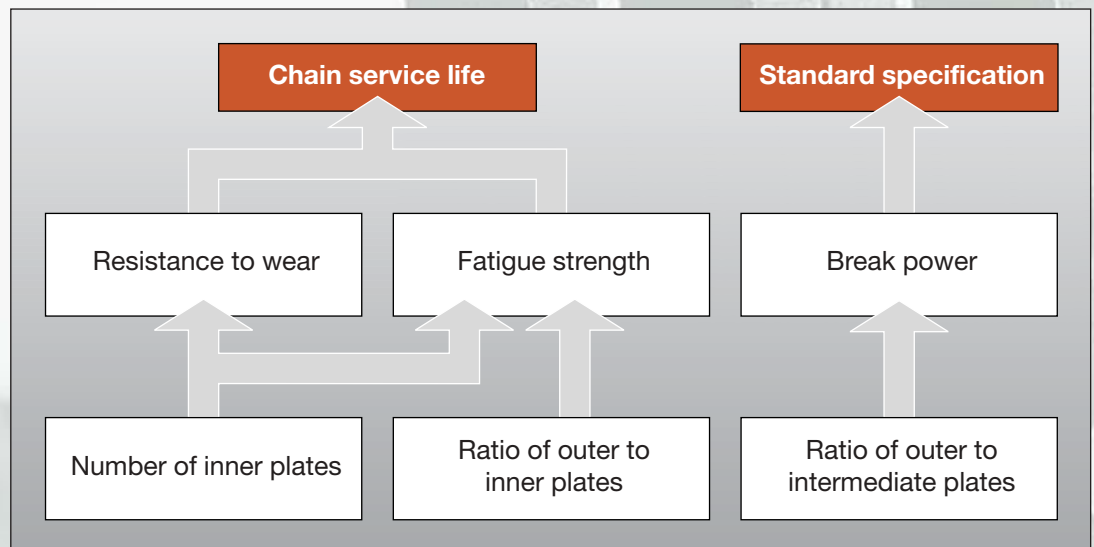 Chain service life
Standard specification
Resistance to wear
Fatigue strength
Break power
Number of inner plates
Ratio of outer to
inner plates
Ratio of outer to
intermediate plates